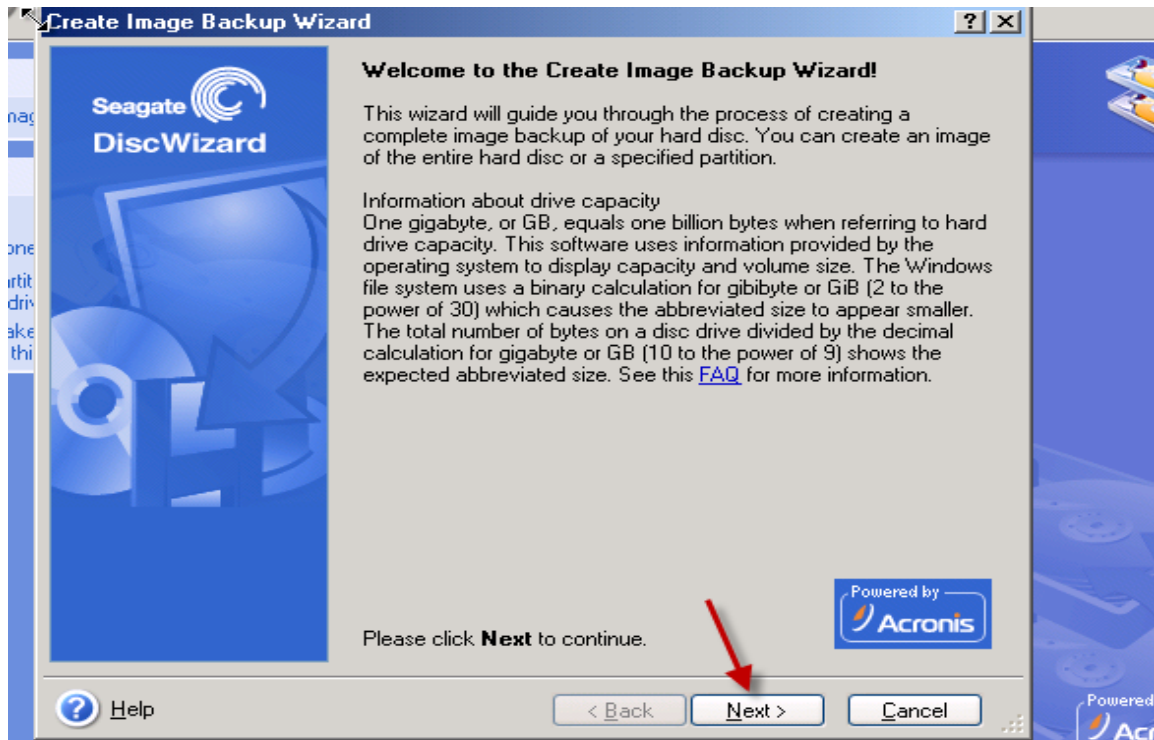 Create Image Backup Wizard
Seagate
DiscWizard
Welcome to the Create Image Backup Wizard!
This wizard will guide you through the process of creating a
complete image backup of your hard disc. You can create an image
of the entire hard disc or a specified partition.
Information about drive capacity
One gigabyte, or GB, equals one billion bytes when referring to hard
drive capacity. This software uses information provided by the
operating system to display capacity and volume size. The Windows
file system uses a binary calculation for gibibyte or GiB (2 to the
power of 30) which causes the abbreviated size to appear smaller.
The total number of bytes on a disc drive divided by the decimal
calculation for gigabyte or GB (10 to the power of 9) shows the
expected abbreviated size. See this FAQ for more information.
Powered by
Acronis
Please click Next to continue.
Help
< Back
Next >
Cancel
Powered